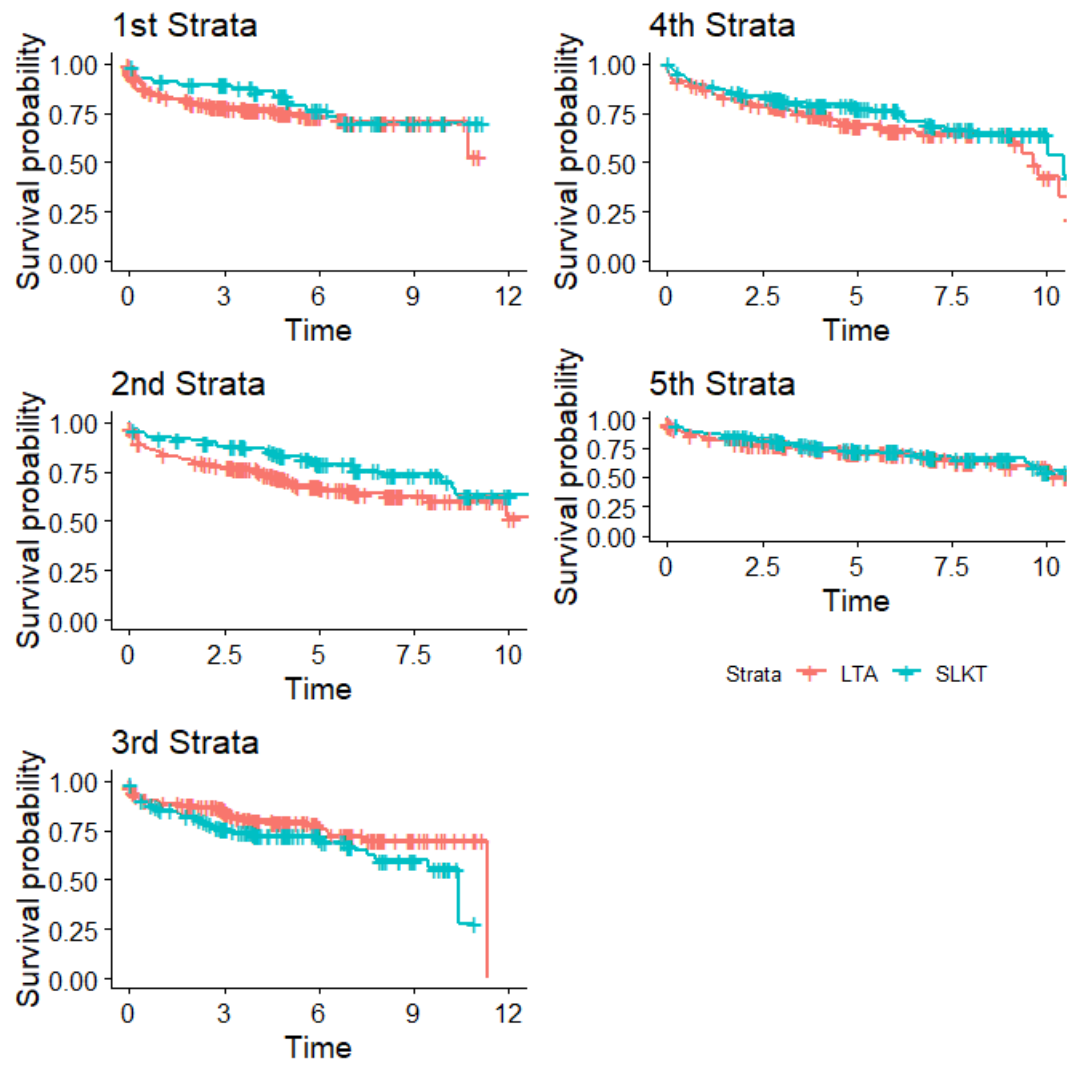 1st Strata
Survival probability
1.00
0.75
0.50
0.25
0.00
0 3 6 9 12
Time
2nd Strata
Survival probability
1.00
0.75
0.50
0.25
0.00
0 2.5 5 7.5 10
Time
3rd Strata
Survival probability
1.00
0.75
0.50
0.25
0.00
0 3 6 9 12
Time
4th Strata
Survival probability
1.00
0.75
0.50
0.25
0.00
0 2.5 5 7.5 10
Time
5th Strata
Survival probability
1.00
0.75
0.50
0.25
0.00
0 2.5 5 7.5 10
Time
Strata LTA SLKT